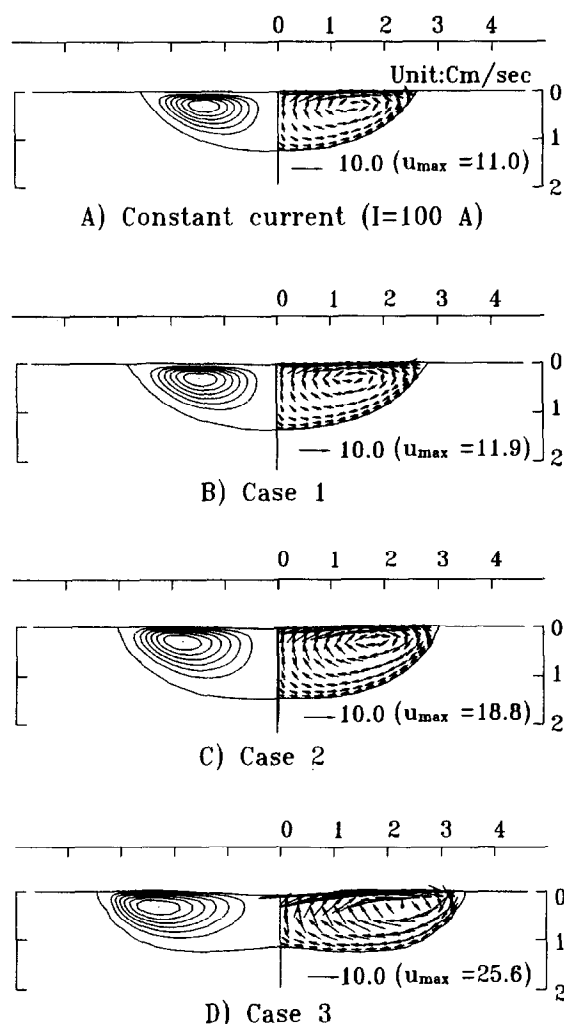 0 1 2 3 4
Unit:Cm/sec
0
1
2
10.0 (umax =11.0)
A) Constant current (I=100 A)
0 1 2 3 4
0
1
2
10.0 (umax =11.9)
B) Case 1
0 1 2 3 4
0
1
2
10.0 (umax =18.8)
C) Case 2
0 1 2 3 4
0
1
2
10.0 (umax =25.6)
D) Case 3